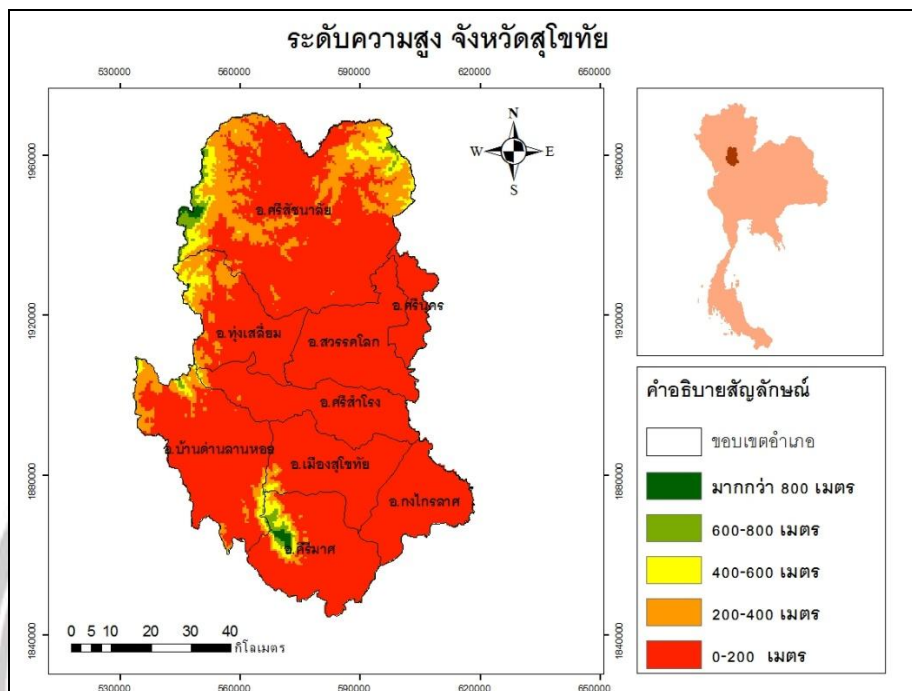 ระดับความสูง จังหวัดสุโขทัย
530000 560000 590000 620000 650000
1960000
1920000
1880000
1840000
N
W E
S
อ.ศรีสัชนาลัย
อ.ศรีนคร
อ.ทุ่งเสลี่ยม
อ.สวรรคโลก
อ.ศรีสำโรง
อ.บ้านด่านลานหอย
อ.เมืองสุโขทัย
อ.กงไกรลาศ
อ.คีรีมาศ
0 5 10 20 30 40
กิโลเมตร
530000 560000 590000 620000 650000
1960000
1920000
1880000
1840000
คำอธิบายสัญลักษณ์
ขอบเขตอำเภอ
มากกว่า 800 เมตร
600-800 เมตร
400-600 เมตร
200-400 เมตร
0-200 เมตร